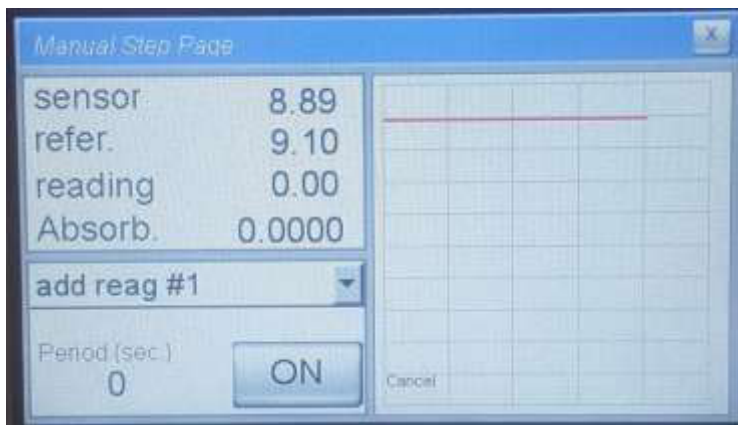 Manual Step Page
X
sensor 8.89
refer. 9.10
reading 0.00
Absorb. 0.0000
add reag #1
Period (sec.)
0
ON
Cancel